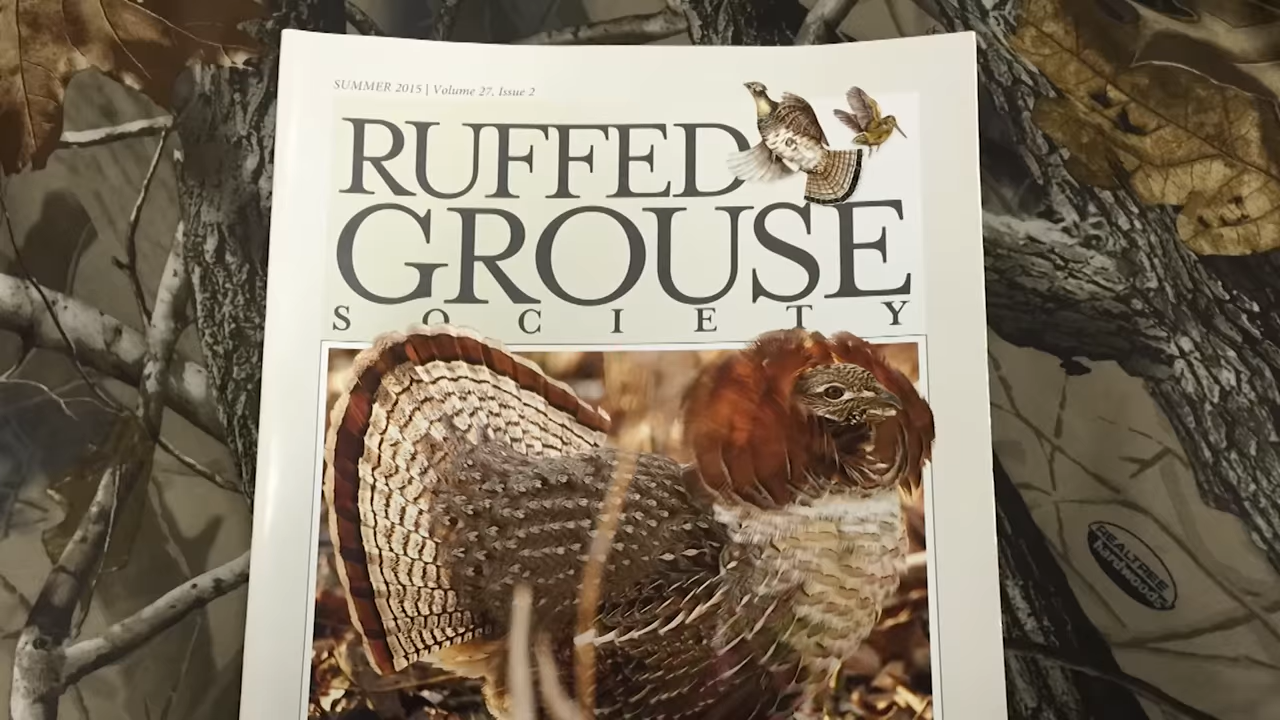 SUMMER 2015 | Volume 27, Issue 2
RUFFED
GROUSE
SOCIETY
REALTREE
hardwoods